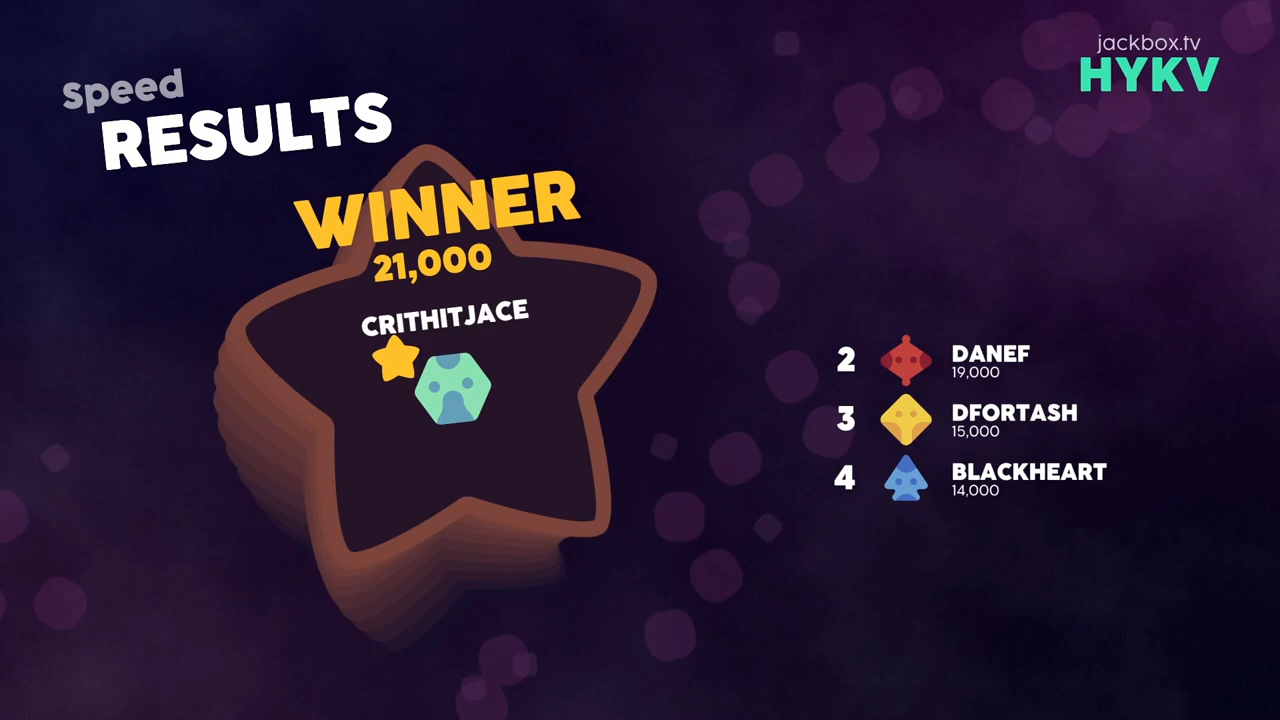 speed
RESULTS
jackbox.tv
HYKV
WINNER
21,000
CRITHITJACE
2
DANEF
19,000
3
DFORTASH
15,000
4
BLACKHEART
14,000